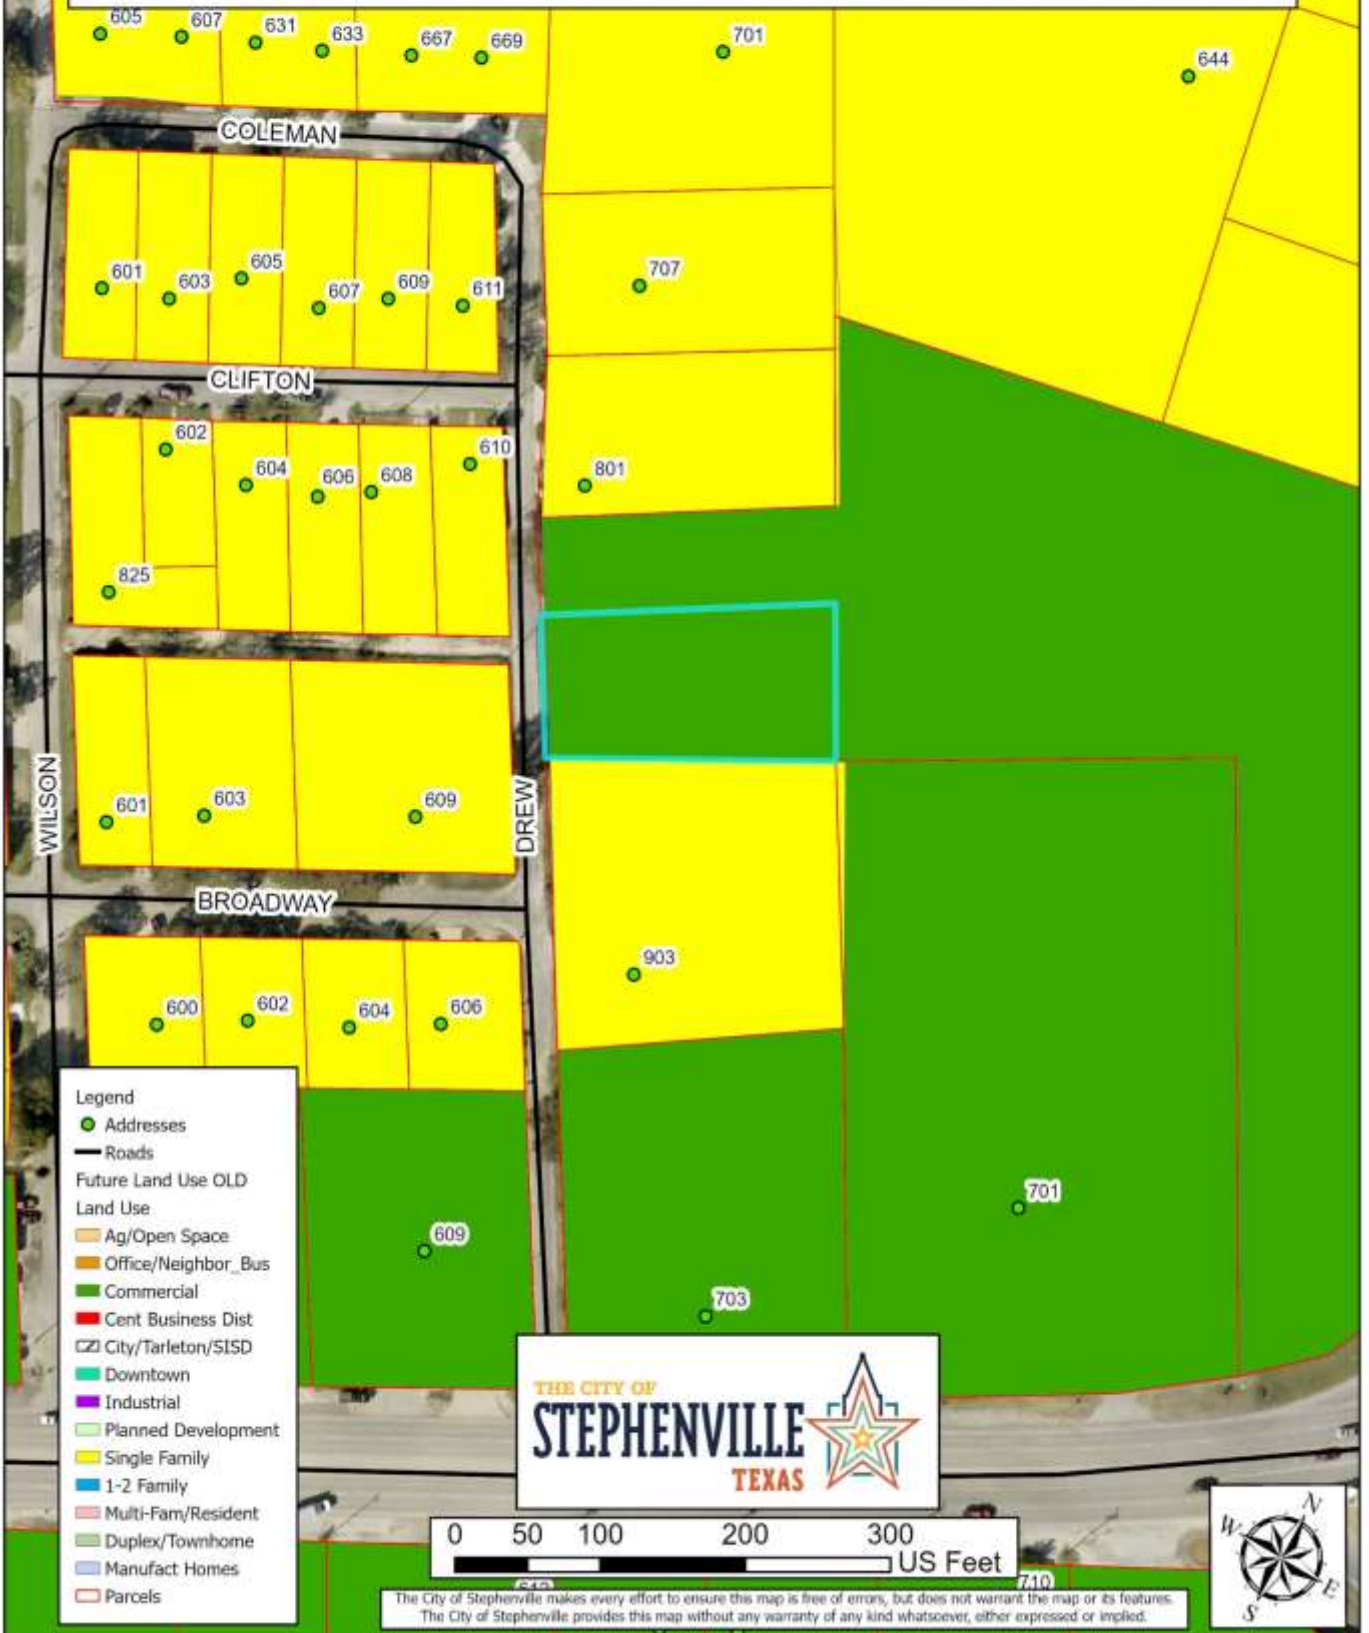 605
607
631
633
667
669
701
644
COLEMAN
601
603
605
607
609
611
707
CLIFTON
602
604
606
608
610
801
825
WILSON
601
603
609
DREW
BROADWAY
600
602
604
606
903
609
701
703
Legend
Addresses
Roads
Future Land Use OLD
Land Use
Ag/Open Space
Office/Neighbor_Bus
Commercial
Cent Business Dist
City/Tarleton/SISD
Downtown
Industrial
Planned Development
Single Family
1-2 Family
Multi-Fam/Resident
Duplex/Townhome
Manufact Homes
Parcels
THE CITY OF
STEPHENVILLE
TEXAS
0 50 100 200 300
US Feet
710
N
W
E
S
The City of Stephenville makes every effort to ensure this map is free of errors, but does not warrant the map or its features.
The City of Stephenville provides this map without any warranty of any kind whatsoever, either expressed or implied.